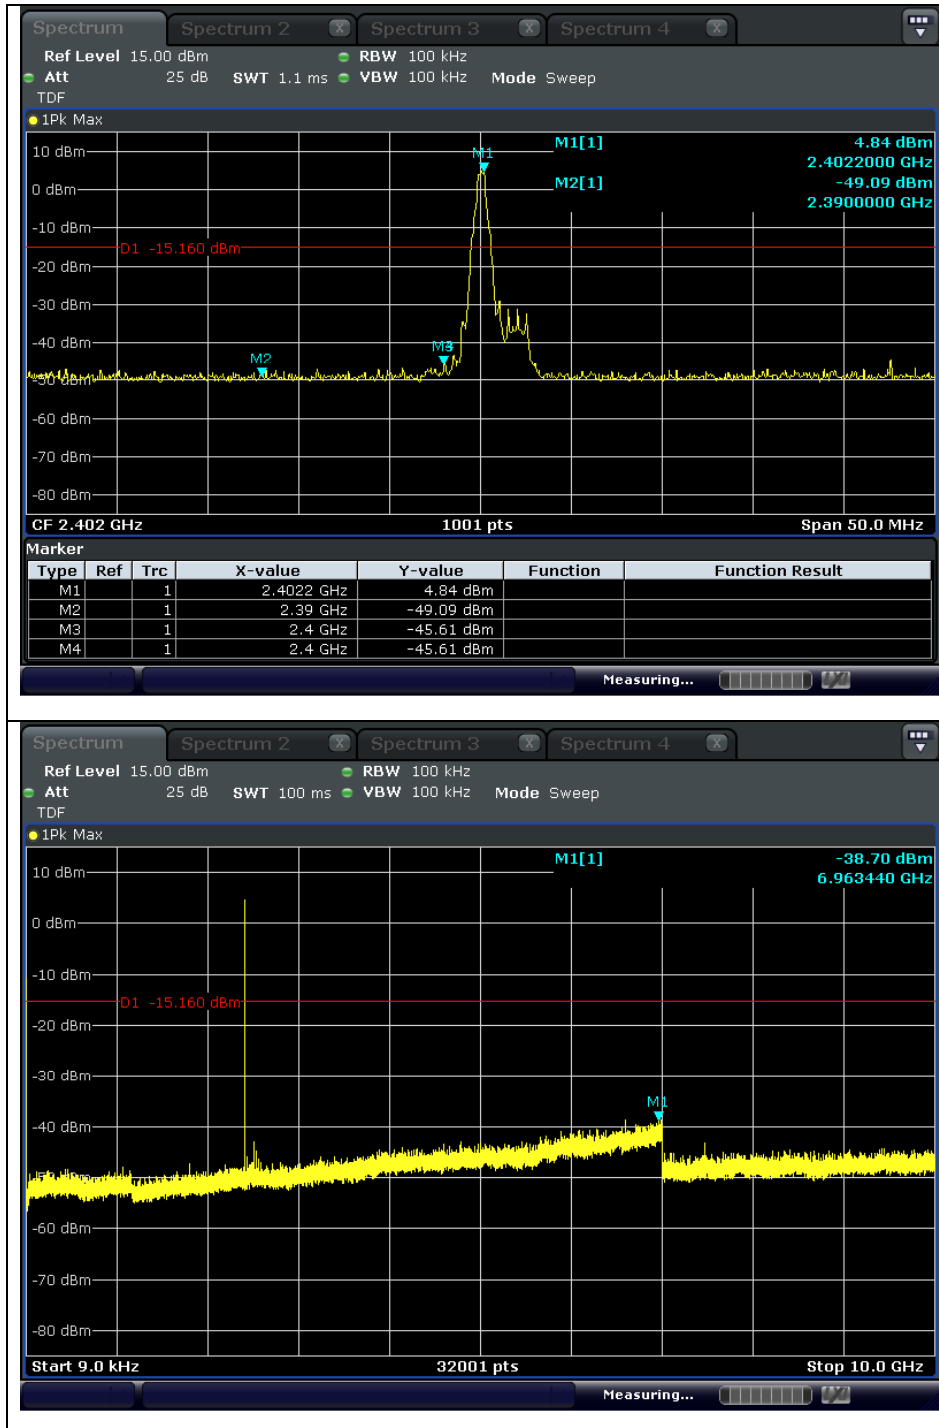 Spectrum Spectrum 2 X Spectrum 3 X Spectrum 4 X
Ref Level 15.00 dBm RBW 100 kHz
Att 25 dB SWT 1.1 ms VBW 100 kHz Mode Sweep
TDF
1Pk Max
M1[1] 4.84 dBm
2.4022000 GHz
M2[1] -49.09 dBm
2.3900000 GHz
10 dBm
M1
0 dBm
-10 dBm
D1 -15.160 dBm
-20 dBm
-30 dBm
-40 dBm
M2
-50 dBm
-60 dBm
-70 dBm
-80 dBm
CF 2.402 GHz 1001 pts Span 50.0 MHz
Marker
Type Ref Trc X-value Y-value Function Function Result
M1 1 2.4022 GHz 4.84 dBm
M2 1 2.39 GHz -49.09 dBm
M3 1 2.4 GHz -45.61 dBm
M4 1 2.4 GHz -45.61 dBm
Measuring...
Spectrum Spectrum 2 X Spectrum 3 X Spectrum 4 X
Ref Level 15.00 dBm RBW 100 kHz
Att 25 dB SWT 100 ms VBW 100 kHz Mode Sweep
TDF
1Pk Max
M1[1] -38.70 dBm
6.963440 GHz
10 dBm
0 dBm
-10 dBm
D1 -15.160 dBm
-20 dBm
-30 dBm
M1
-40 dBm
-60 dBm
-70 dBm
-80 dBm
Start 9.0 kHz 32001 pts Stop 10.0 GHz
Measuring...